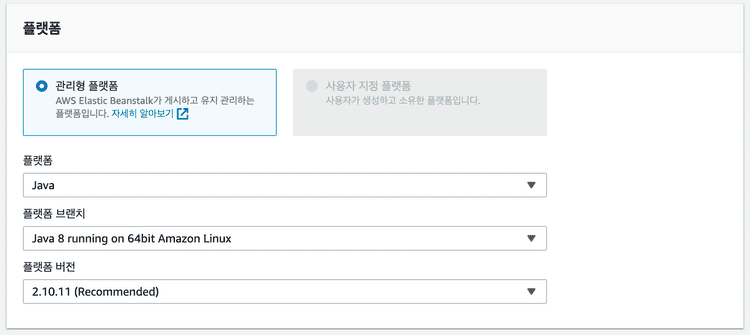 플랫폼
관리형 플랫폼
AWS Elastic Beanstalk가 게시하고 유지 관리하는
플랫폼입니다. 자세히 알아보기
사용자 지정 플랫폼
사용자가 생성하고 소유한 플랫폼입니다.
플랫폼
Java
플랫폼 브랜치
Java 8 running on 64bit Amazon Linux
플랫폼 버전
2.10.11 (Recommended)